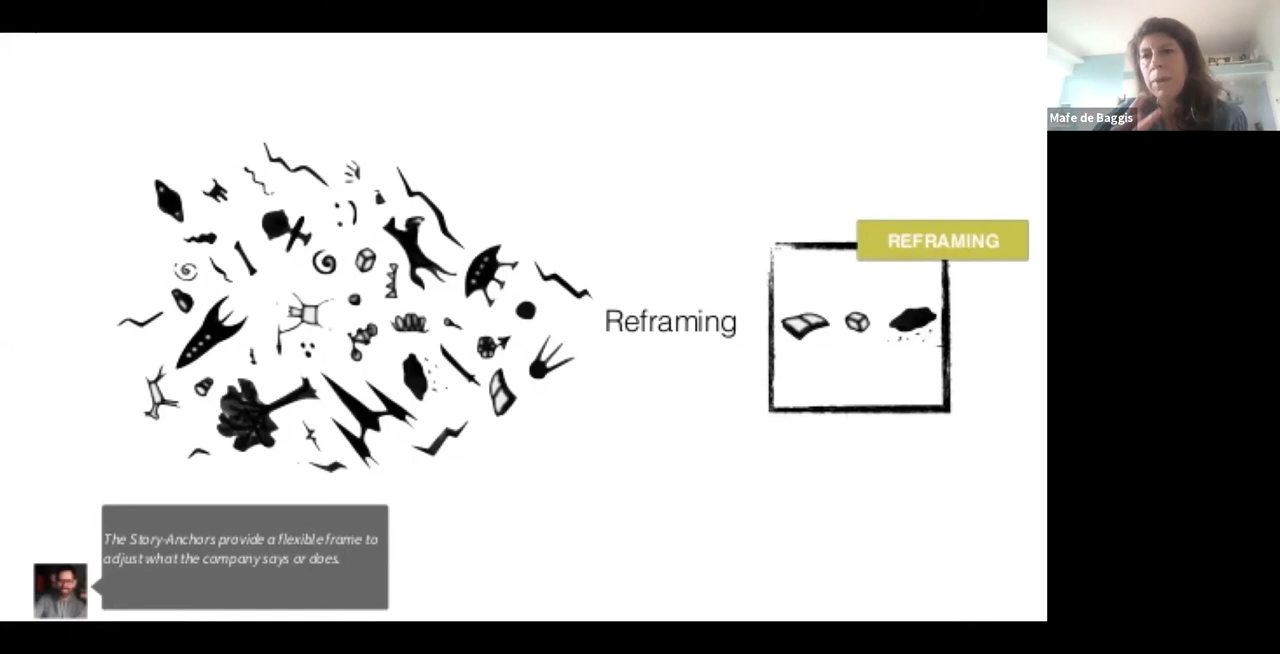 Mafe de Baggis
REFRAMING
Reframing
The Story-Anchors provide a flexible frame to
adjust what the company says or does.